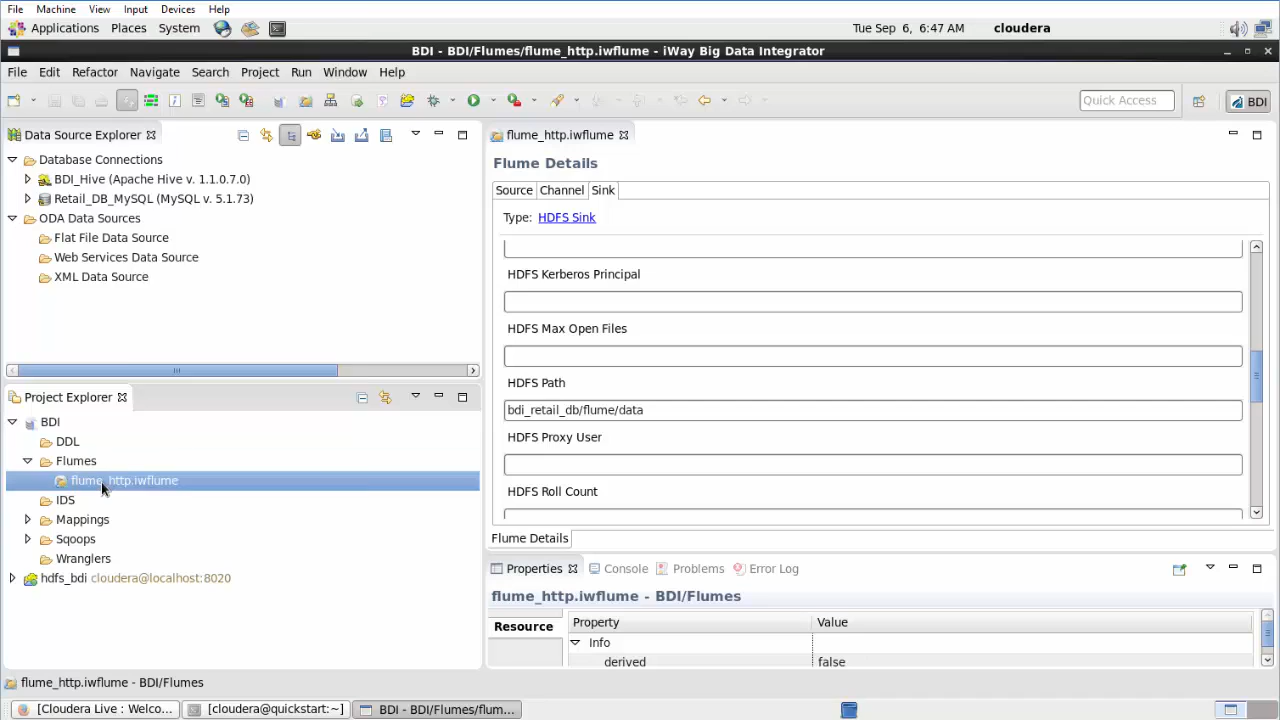 File Machine View Input Devices Help
Applications Places System Tue Sep 6, 6:47 AM cloudera
BDI - BDI/Flumes/flume_http.iwflume - iWay Big Data Integrator
File Edit Refactor Navigate Search Project Run Window Help
Quick Access BDI
Data Source Explorer
Database Connections
BDI_Hive (Apache Hive v. 1.1.0.7.0)
Retail_DB_MySQL (MySQL v. 5.1.73)
ODA Data Sources
Flat File Data Source
Web Services Data Source
XML Data Source
Project Explorer
BDI
DDL
Flumes
flume_http.iwflume
IDS
Mappings
Sqoops
Wranglers
hdfs_bdi cloudera@localhost:8020
flume_http.iwflume
Flume Details
Source Channel Sink
Type: HDFS Sink
HDFS Kerberos Principal
HDFS Max Open Files
HDFS Path
bdi_retail_db/flume/data
HDFS Proxy User
HDFS Roll Count
Flume Details
Properties Console Problems Error Log
flume_http.iwflume - BDI/Flumes
Resource
Property Value
Info
derived false
flume_http.iwflume - BDI/Flumes
[Cloudera Live : Welco... [cloudera@quickstart:~] BDI - BDI/Flumes/flum...